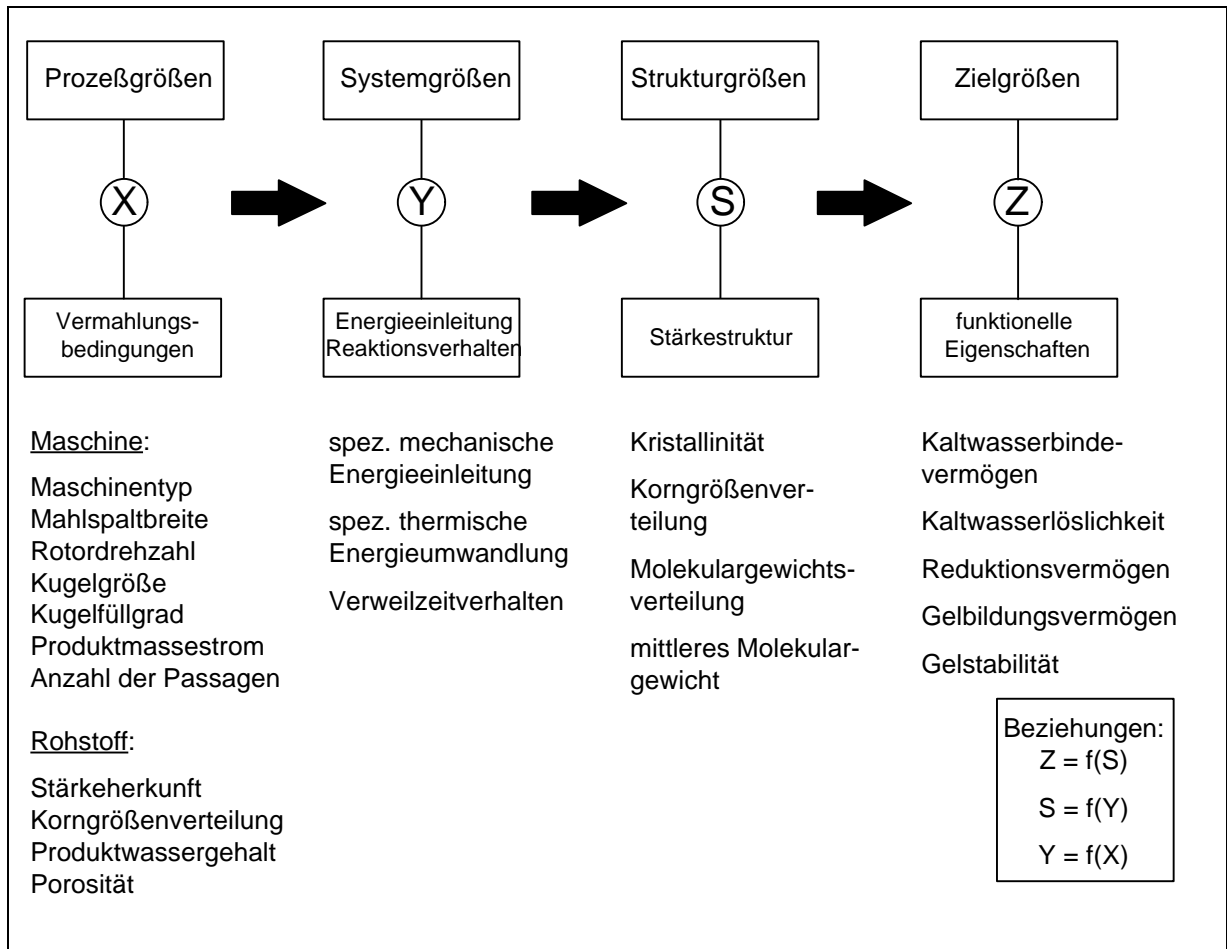 Prozeßgrößen
Systemgrößen
Strukturgrößen
Zielgrößen
X
Y
S
Z
Vermahlungs-
bedingungen
Energieeinleitung
Reaktionsverhalten
Stärkestruktur
funktionelle
Eigenschaften
Maschine:
Maschinentyp
Mahlspaltbreite
Rotordrehzahl
Kugelgröße
Kugelfüllgrad
Produktmassestrom
Anzahl der Passagen
Rohstoff:
Stärkeherkunft
Korngrößenverteilung
Produktwassergehalt
Porosität
spez. mechanische
Energieeinleitung
spez. thermische
Energieumwandlung
Verweilzeitverhalten
Kristallinität
Korngrößenver-
teilung
Molekulargewichts-
verteilung
mittleres Molekular-
gewicht
Kaltwasserbinde-
vermögen
Kaltwasserlöslichkeit
Reduktionsvermögen
Gelbildungsvermögen
Gelstabilität
Beziehungen:
Z = f(S)
S = f(Y)
Y = f(X)